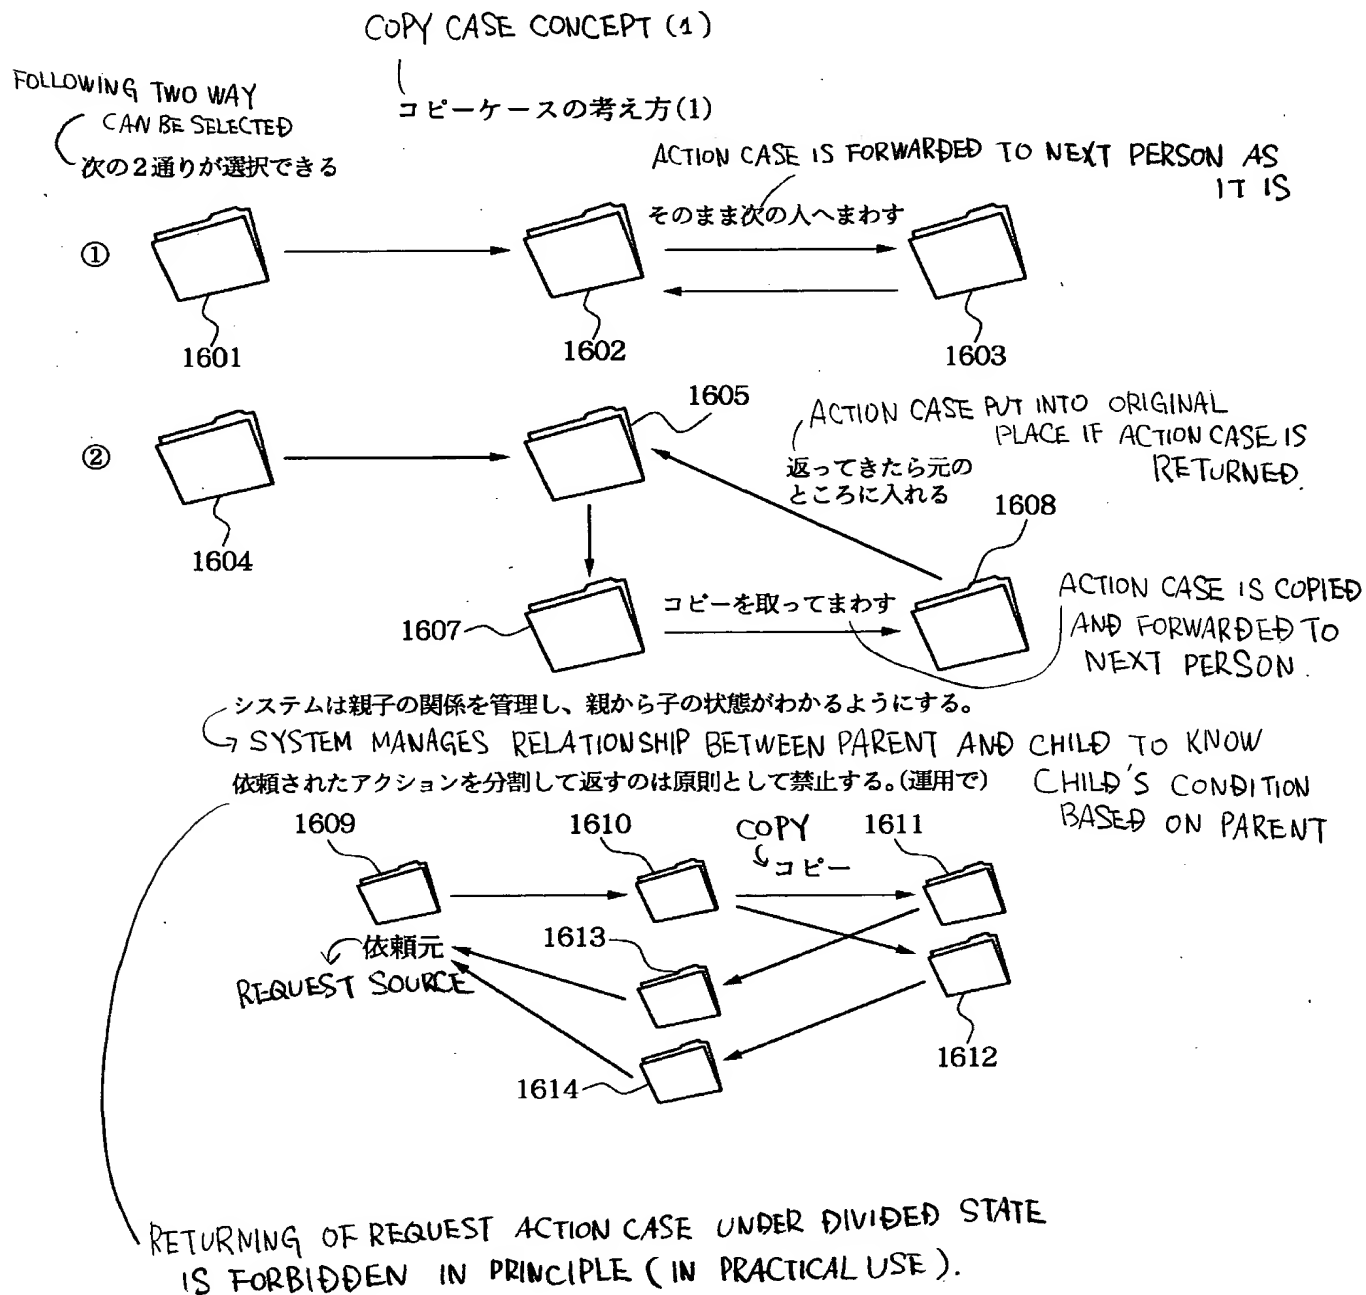 COPY CASE CONCEPT (1)
コピーケースの考え方(1)
FOLLOWING TWO WAY
CAN BE SELECTED
次の2通りが選択できる
ACTION CASE IS FORWARDED TO NEXT PERSON AS
IT IS
そのまま次の人へまわす
①
1601
1602
1603
1605
②
ACTION CASE PUT INTO ORIGINAL
PLACE IF ACTION CASE IS
RETURNED.
返ってきたら元の
ところに入れる
1608
1604
1607
コピーを取ってまわす
ACTION CASE IS COPIED
AND FORWARDED TO
NEXT PERSON.
システムは親子の関係を管理し、親から子の状態がわかるようにする。
SYSTEM MANAGES RELATIONSHIP BETWEEN PARENT AND CHILD TO KNOW
CHILD'S CONDITION
BASED ON PARENT
依頼されたアクションを分割して返すのは原則として禁止する。(運用で)
1609
1610
COPY
コピー
1611
依頼元
REQUEST SOURCE
1613
1612
1614
RETURNING OF REQUEST ACTION CASE UNDER DIVIDED STATE
IS FORBIDDEN IN PRINCIPLE (IN PRACTICAL USE).